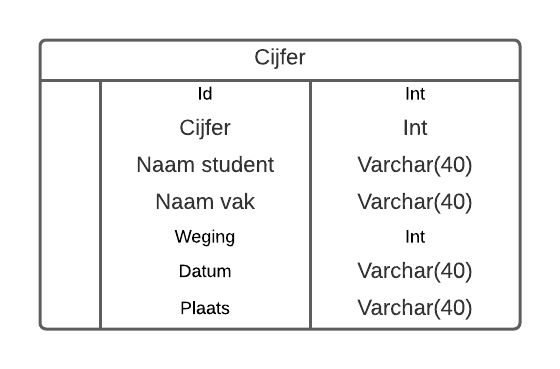 Cijfer
Id Int
Cijfer Int
Naam student Varchar(40)
Naam vak Varchar(40)
Weging Int
Datum Varchar(40)
Plaats Varchar(40)